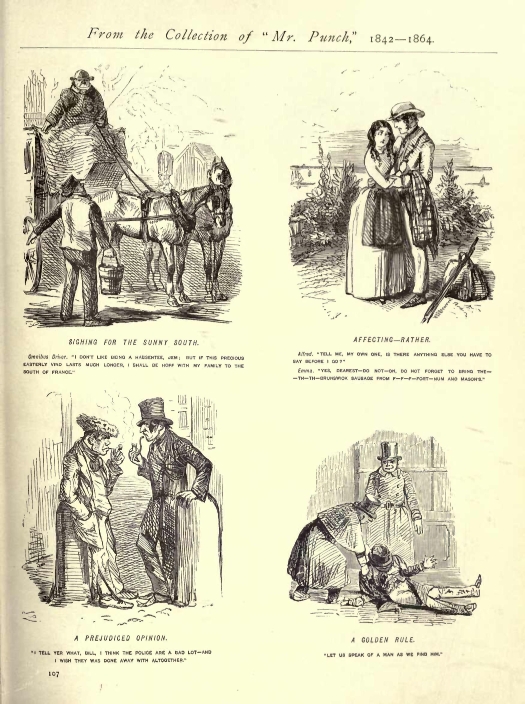 From the Collection of "Mr. Punch," 1842—1864.
SIGHING FOR THE SUNNY SOUTH.
Omnibus Driver. "I DON'T LIKE BEING A HABSENTEE, JEM; BUT IF THIS PRECIOUS
EASTERLY VIND LASTS MUCH LONGER, I SHALL BE HOFF WITH MY FAMILY TO THE
SOUTH OF FRANCE."
AFFECTING—RATHER.
Alfred. "TELL ME, MY OWN ONE, IS THERE ANYTHING ELSE YOU HAVE TO
SAY BEFORE I GO?"
Emma. "YES, DEAREST—DO NOT—OH, DO NOT FORGET TO BRING THE—
—TH—TH—BRUNSWICK SAUSAGE FROM F—F—F—FORT—NUM AND MASON'S."
A PREJUDICED OPINION.
"I TELL YER WHAT, BILL, I THINK THE POLICE ARE A BAD LOT—AND
I WISH THEY WAS DONE AWAY WITH ALTOGETHER."
A GOLDEN RULE.
"LET US SPEAK OF A MAN AS WE FIND HIM."
107